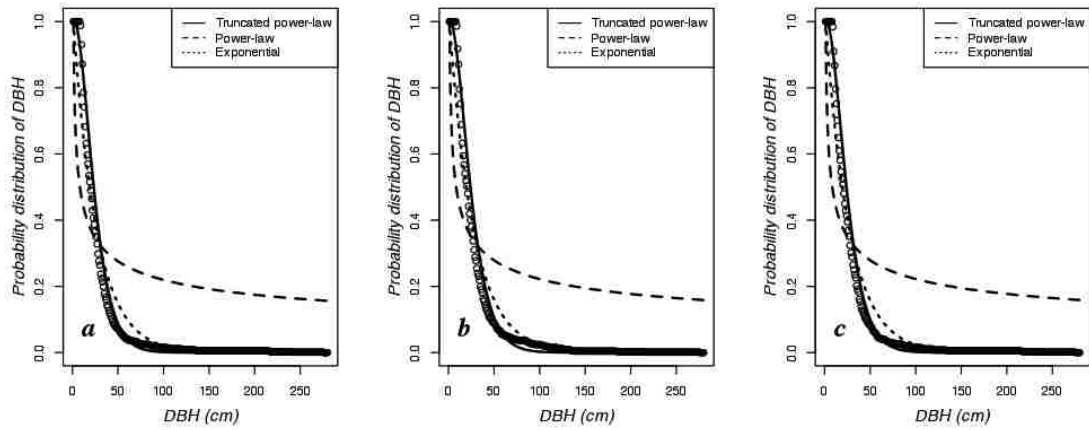 Truncated power-law
Power-law
Exponential
Probability distribution of DBH
1.0
0.8
0.6
0.4
0.2
0.0
a
0 50 100 150 200 250
DBH (cm)
Truncated power-law
Power-law
Exponential
Probability distribution of DBH
1.0
0.8
0.6
0.4
0.2
0.0
b
0 50 100 150 200 250
DBH (cm)
Truncated power-law
Power-law
Exponential
Probability distribution of DBH
1.0
0.8
0.6
0.4
0.2
0.0
c
0 50 100 150 200 250
DBH (cm)